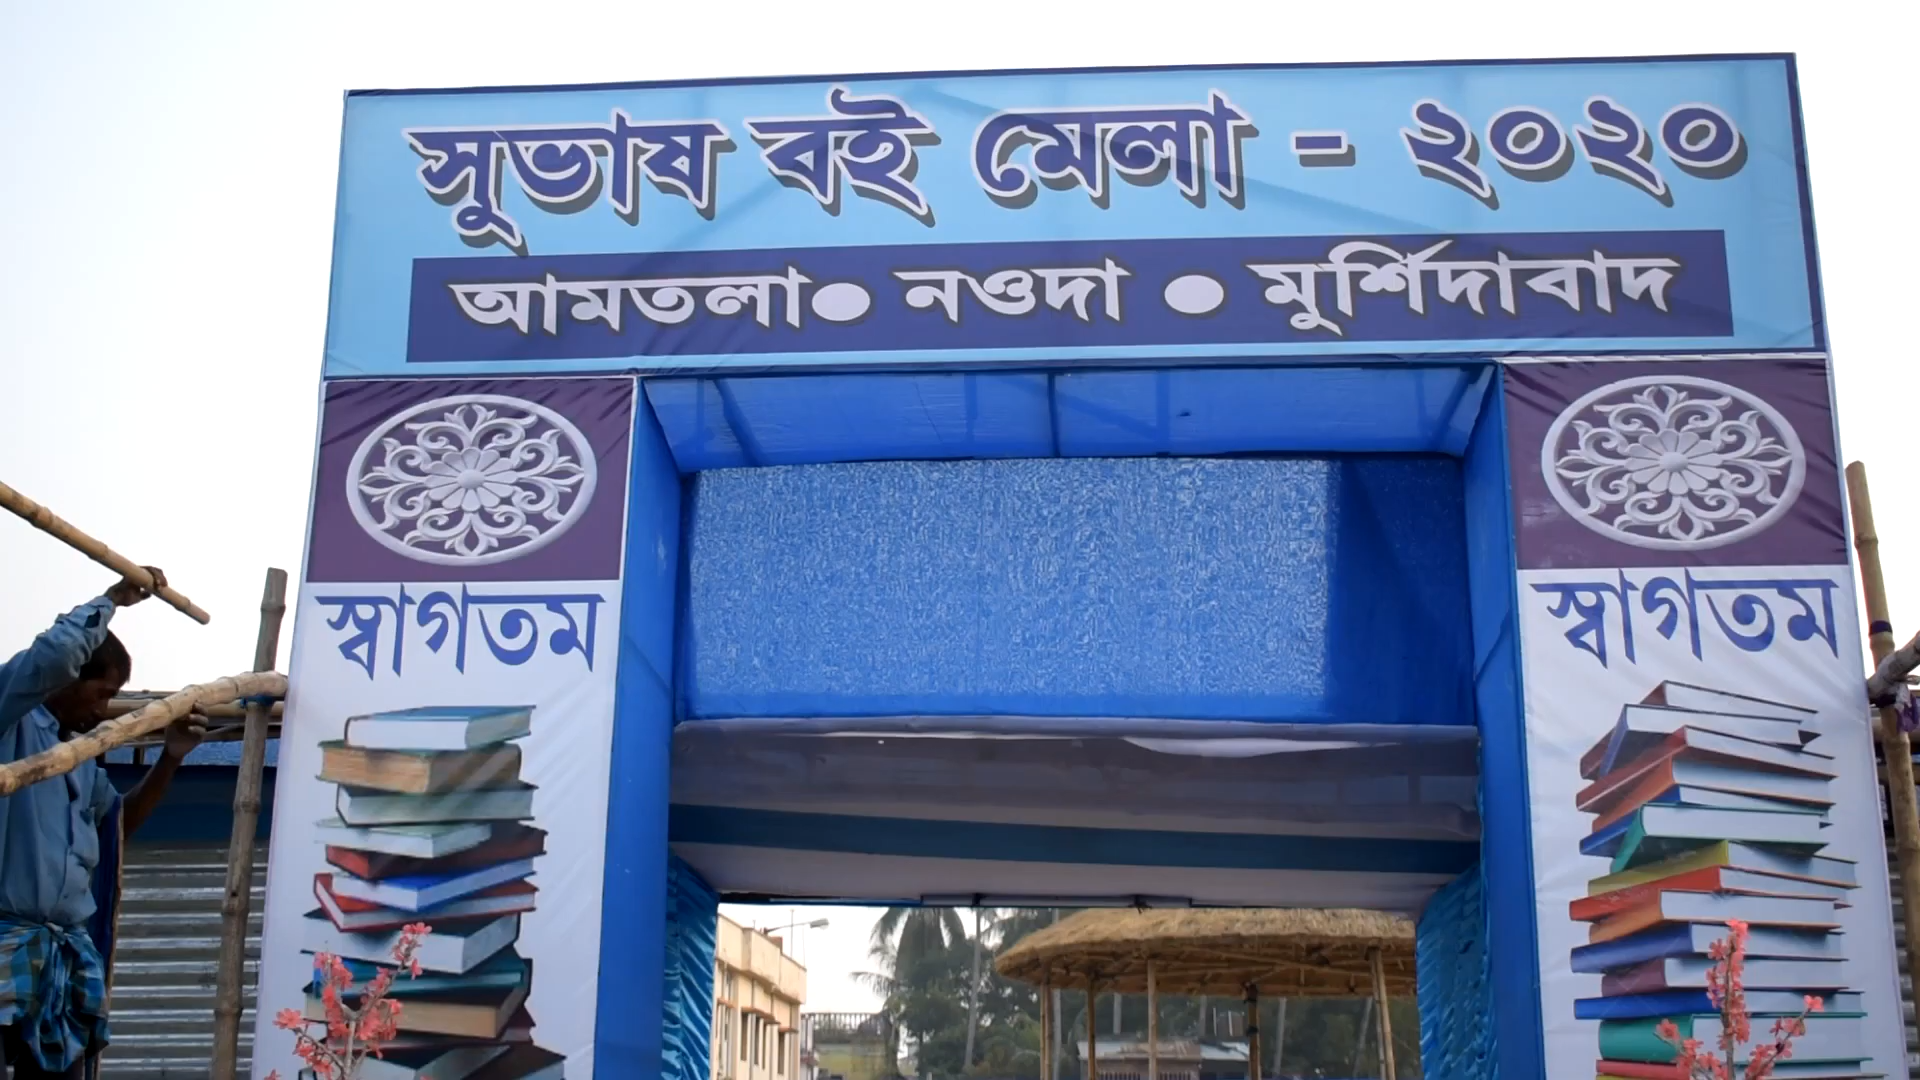 সুভাষ বই মেলা - ২০২০
আমতলা ● নওদা ● মুর্শিদাবাদ
স্বাগতম
স্বাগতম